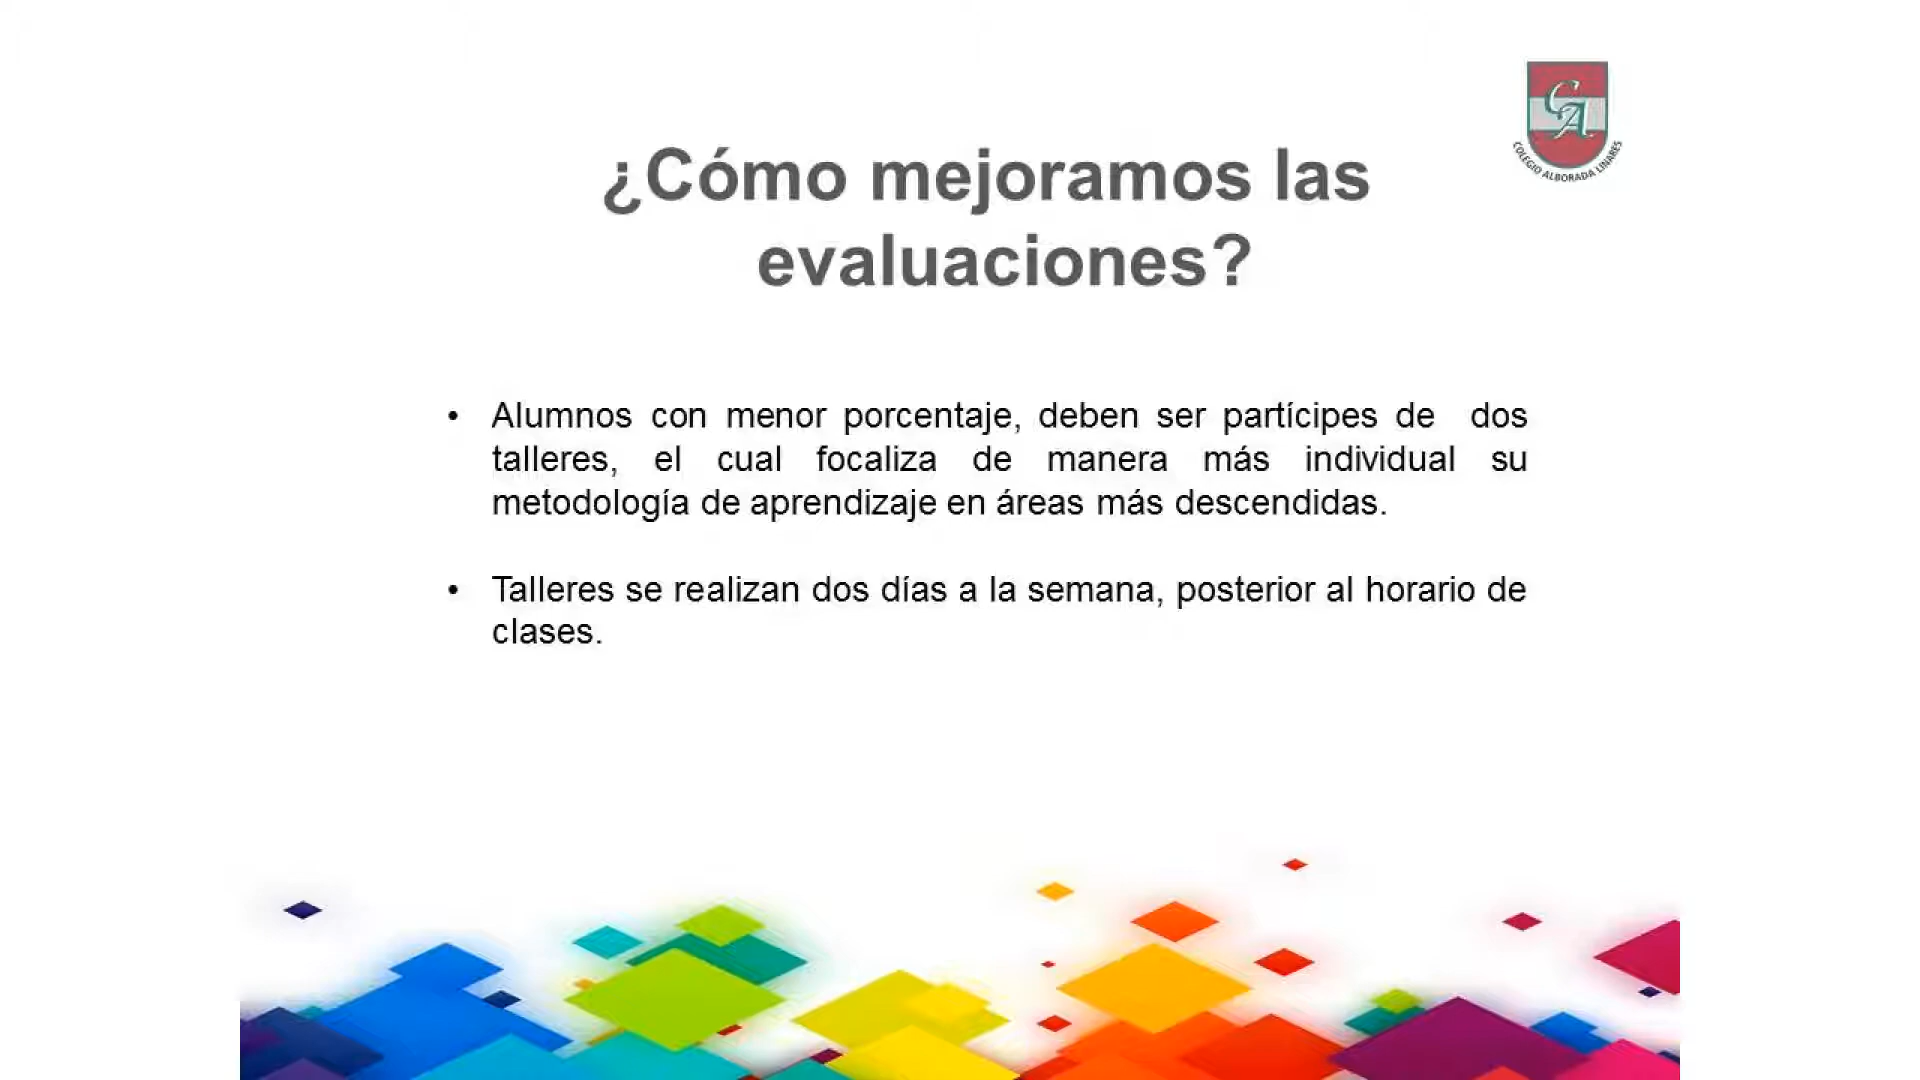 CA
COLEGIO ALBORADA LINARES
¿Cómo mejoramos las
evaluaciones?
• Alumnos con menor porcentaje, deben ser partícipes de dos
talleres, el cual focaliza de manera más individual su
metodología de aprendizaje en áreas más descendidas.
• Talleres se realizan dos días a la semana, posterior al horario de
clases.